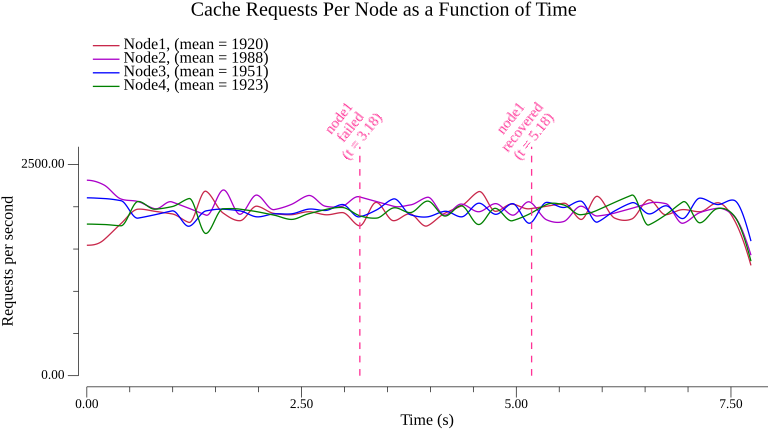 Cache Requests Per Node as a Function of Time
Node1, (mean = 1920)
Node2, (mean = 1988)
Node3, (mean = 1951)
Node4, (mean = 1923)
node1
failed
(t = 3.18)
node1
recovered
(t = 5.18)
2500.00
Requests per second
0.00
0.00
2.50
5.00
7.50
Time (s)